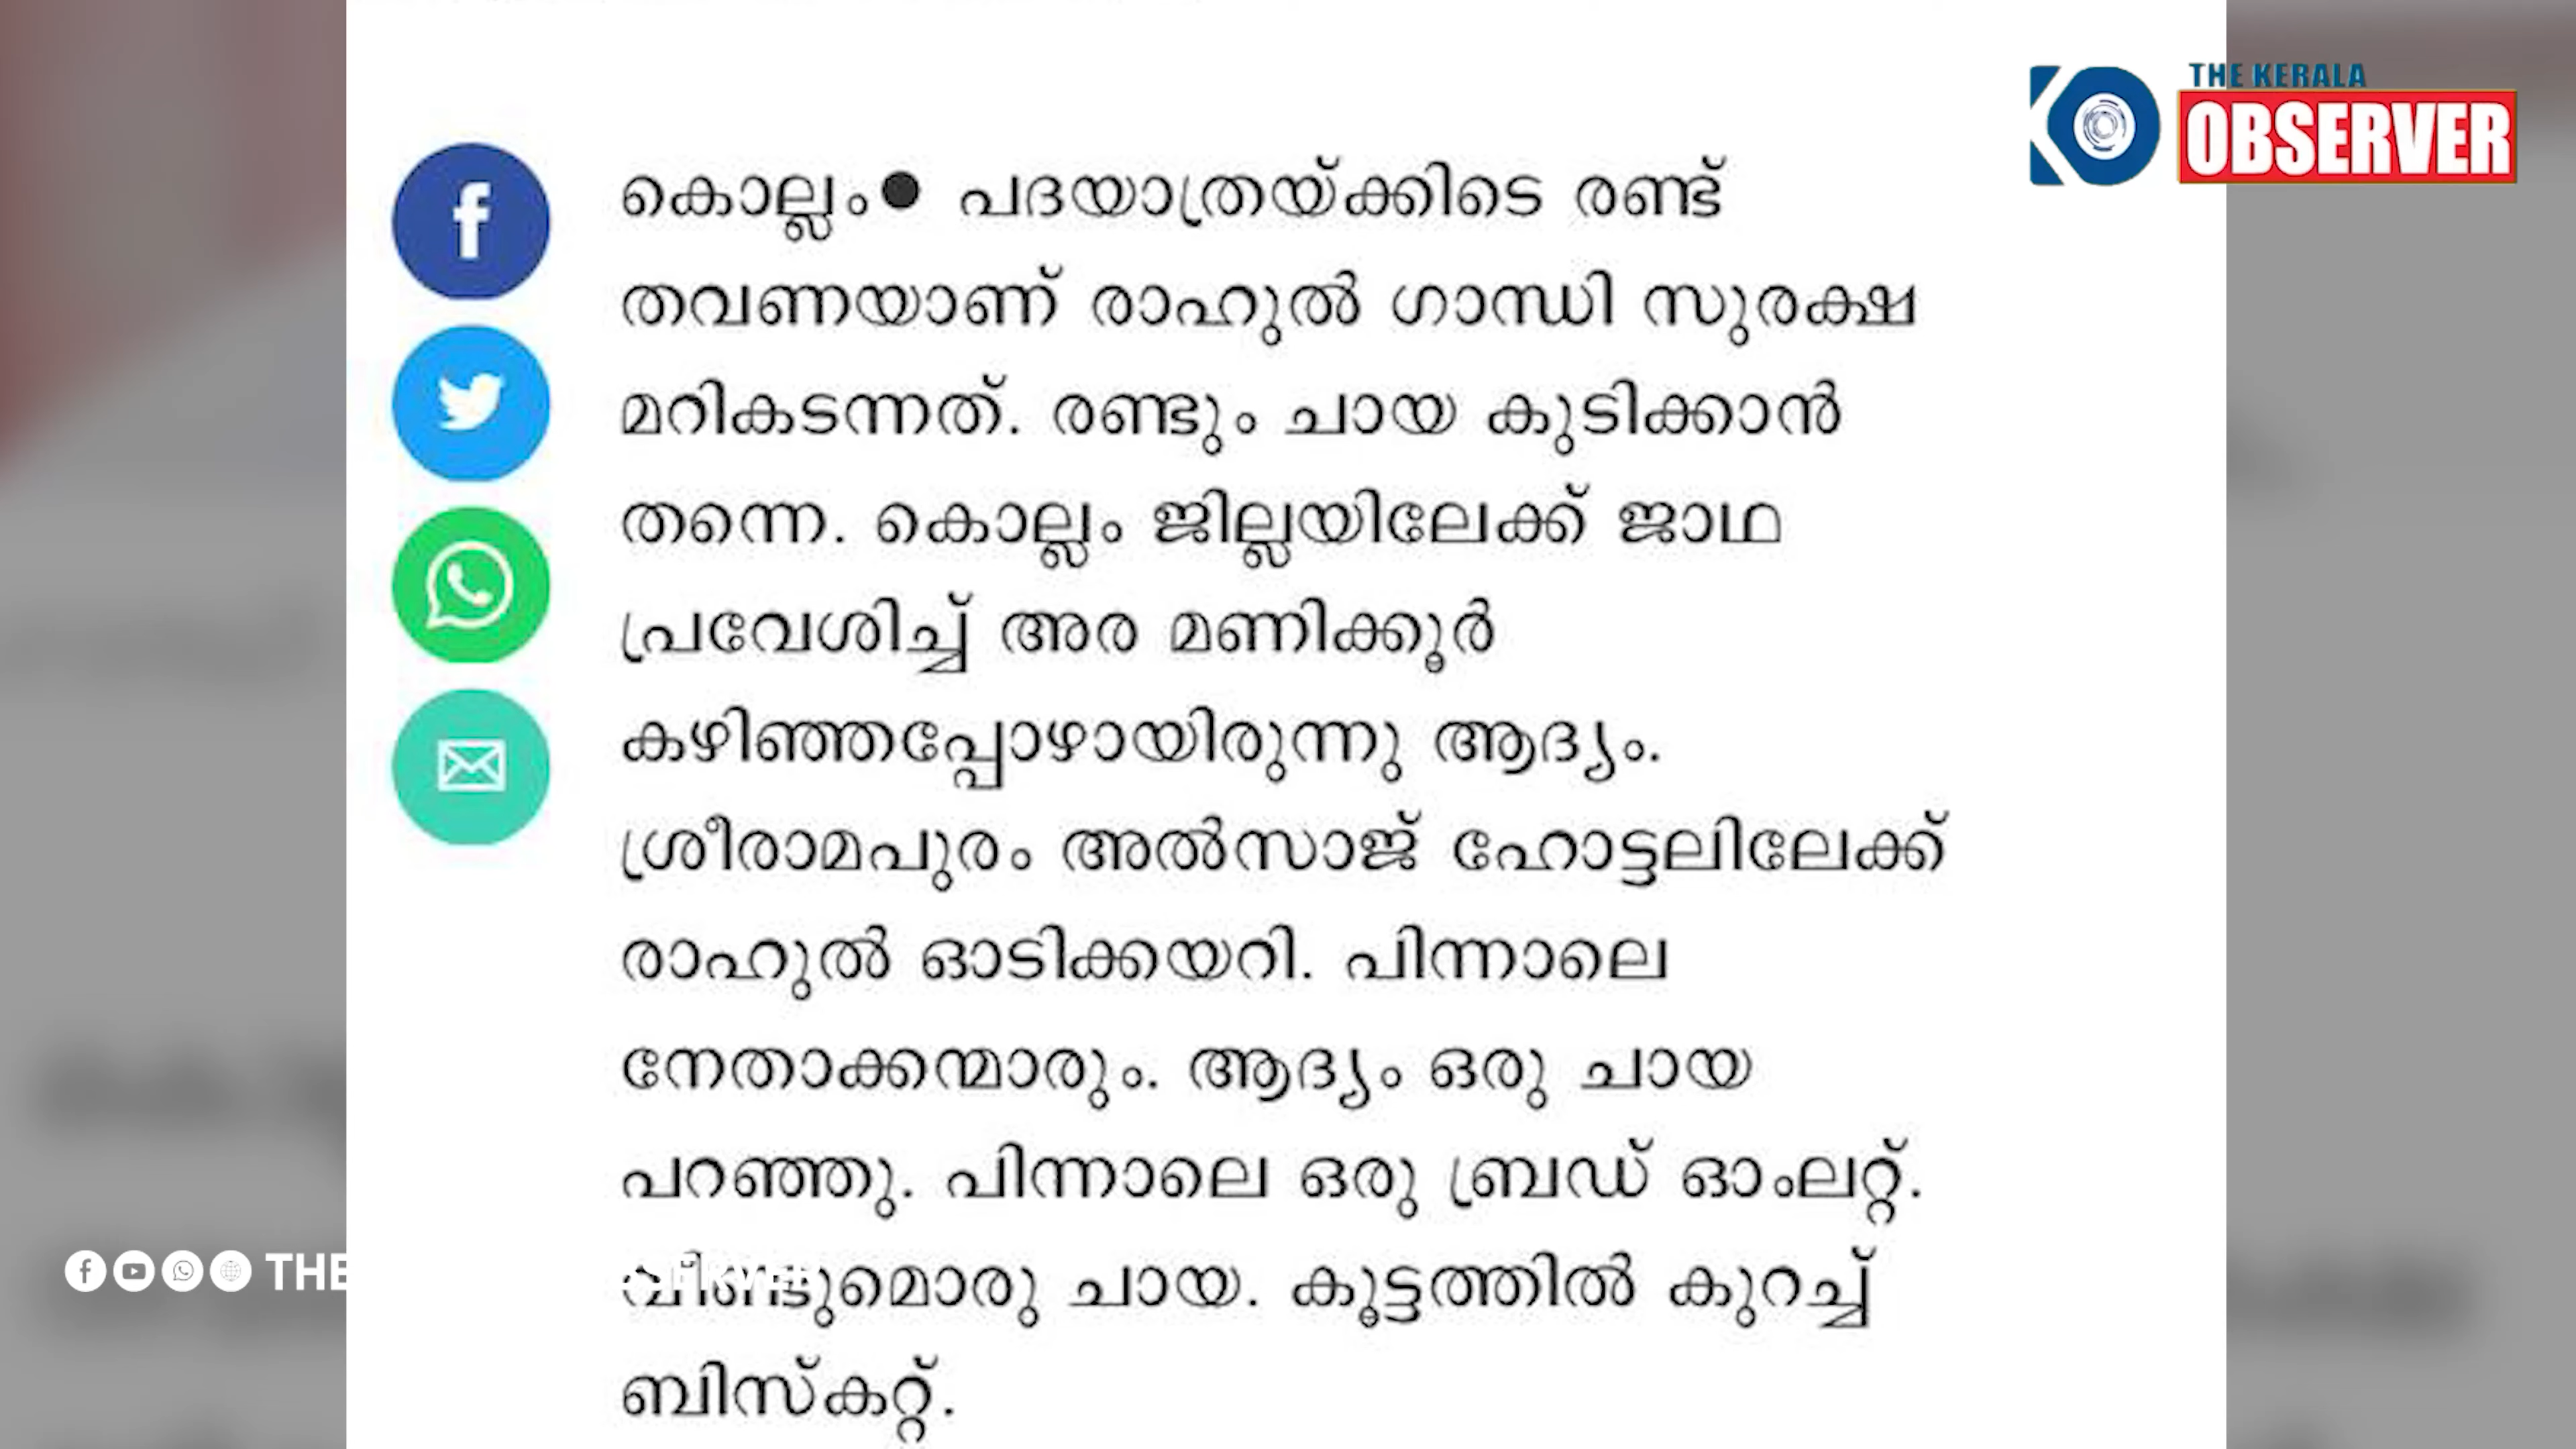 THE KERALA
OBSERVER
കൊല്ലം● പദയാത്രയ്ക്കിടെ രണ്ട്
തവണയാണ് രാഹുൽ ഗാന്ധി സുരക്ഷ
മറികടന്നത്. രണ്ടും ചായ കുടിക്കാൻ
തന്നെ. കൊല്ലം ജില്ലയിലേക്ക് ജാഥ
പ്രവേശിച്ച് അര മണിക്കൂർ
കഴിഞ്ഞപ്പോഴായിരുന്നു ആദ്യം.
ശ്രീരാമപുരം അൽസാജ് ഹോട്ടലിലേക്ക്
രാഹുൽ ഓടിക്കയറി. പിന്നാലെ
നേതാക്കന്മാരും. ആദ്യം ഒരു ചായ
പറഞ്ഞു. പിന്നാലെ ഒരു ബ്രഡ് ഓംലറ്റ്.
വീണ്ടുമൊരു ചായ. കൂട്ടത്തിൽ കുറച്ച്
ബിസ്കറ്റ്.
THE